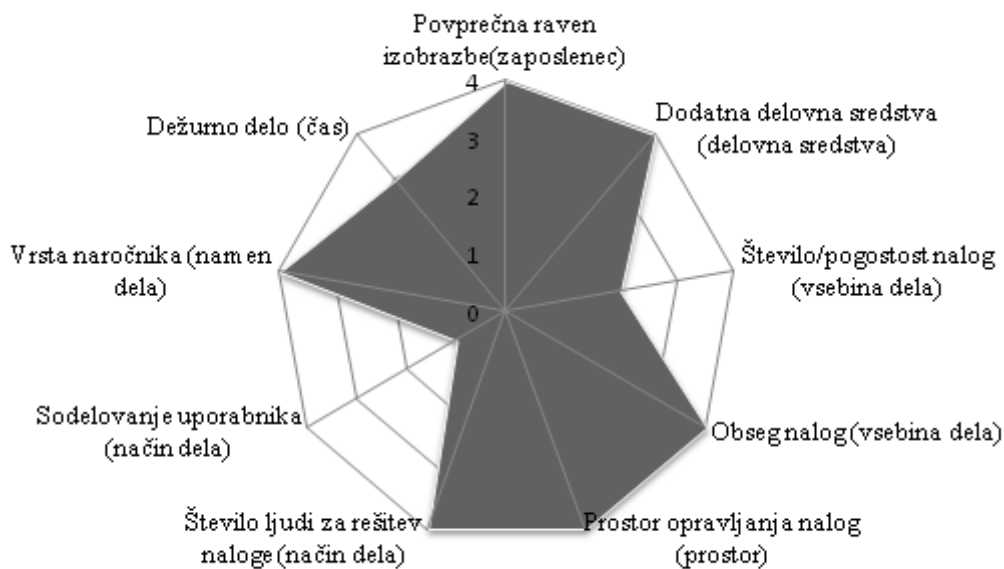 Povprečna raven
izobrazbe(zaposlenec)
Dodatna delovna sredstva
(delovna sredstva)
Število/pogostost nalog
(vsebina dela)
Obseg nalog (vsebina dela)
Prostor opravljanja nalog
(prostor)
Število ljudi za rešitev
naloge (način dela)
Sodelovanje uporabnika
(način dela)
Vrsta naročnika (namen
dela)
Dežurno delo (čas)
4
3
2
1
0